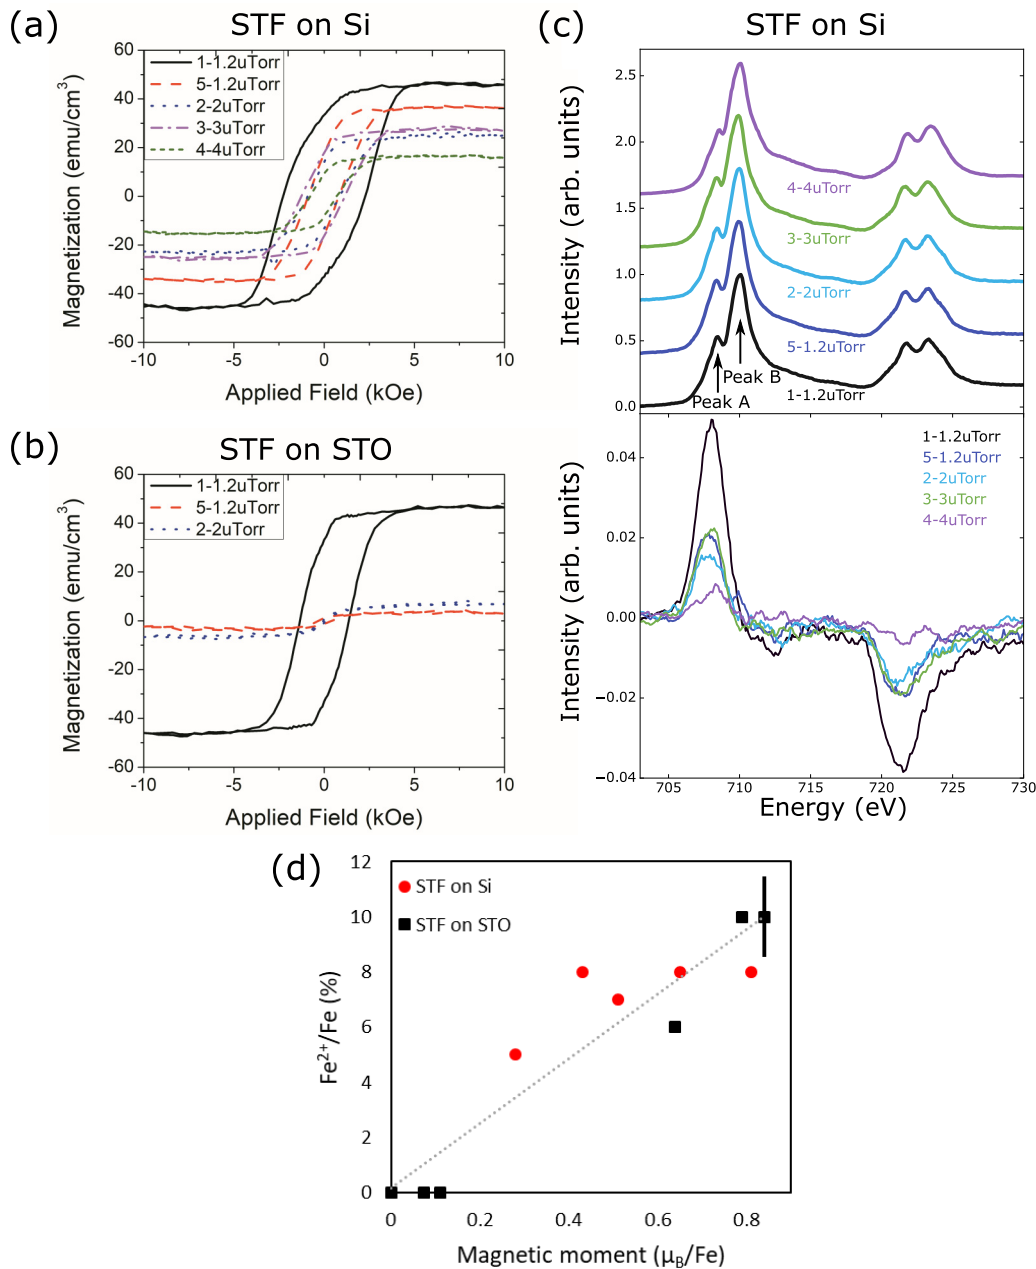 (a)
STF on Si
60
40
20
0
-20
-40
-60
-10
-5
0
5
10
Magnetization (emu/cm³)
Applied Field (kOe)
1-1.2uTorr
5-1.2uTorr
2-2uTorr
3-3uTorr
4-4uTorr
(b)
STF on STO
60
40
20
0
-20
-40
-60
-10
-5
0
5
10
Magnetization (emu/cm³)
Applied Field (kOe)
1-1.2uTorr
5-1.2uTorr
2-2uTorr
(c)
STF on Si
Intensity (arb. units)
2.5
2.0
1.5
1.0
0.5
0.0
4-4uTorr
3-3uTorr
2-2uTorr
5-1.2uTorr
1-1.2uTorr
Peak B
Peak A
Intensity (arb. units)
0.04
0.02
0.00
−0.02
−0.04
1-1.2uTorr
5-1.2uTorr
2-2uTorr
3-3uTorr
4-4uTorr
705
710
715
720
725
730
Energy (eV)
(d)
Fe²⁺/Fe (%)
12
10
8
6
4
2
0
STF on Si
STF on STO
0
0.2
0.4
0.6
0.8
Magnetic moment (μ_B/Fe)